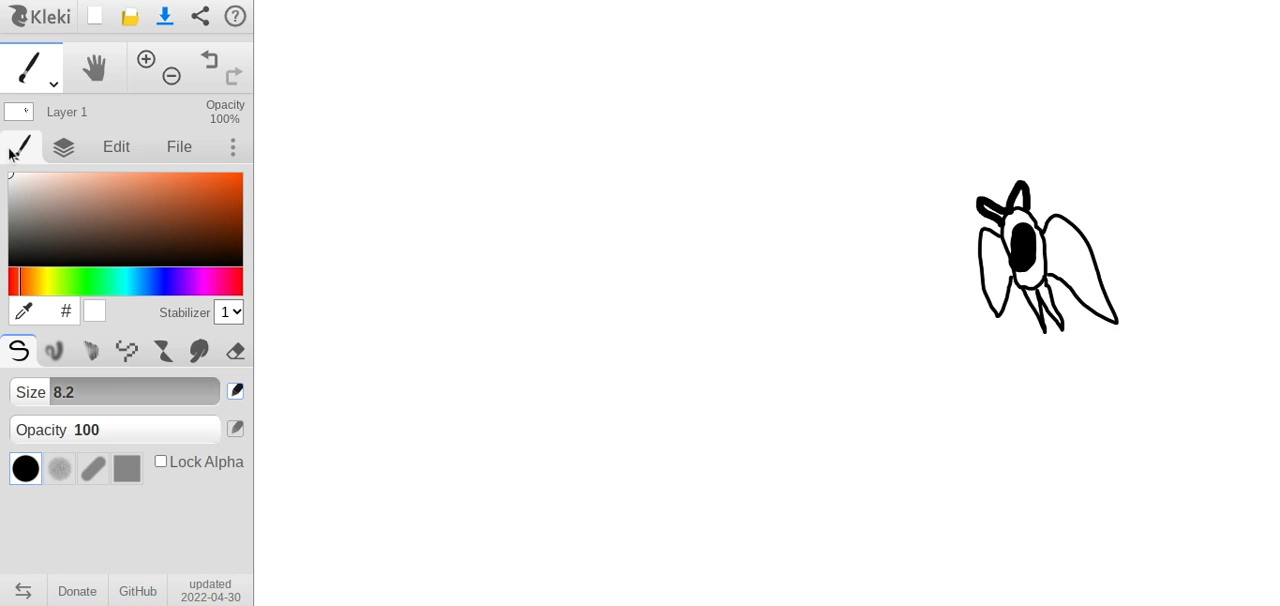 Kleki
Layer 1
Opacity
100%
Edit
File
#
Stabilizer 1
Size 8.2
Opacity 100
Lock Alpha
Donate
GitHub
updated
2022-04-30